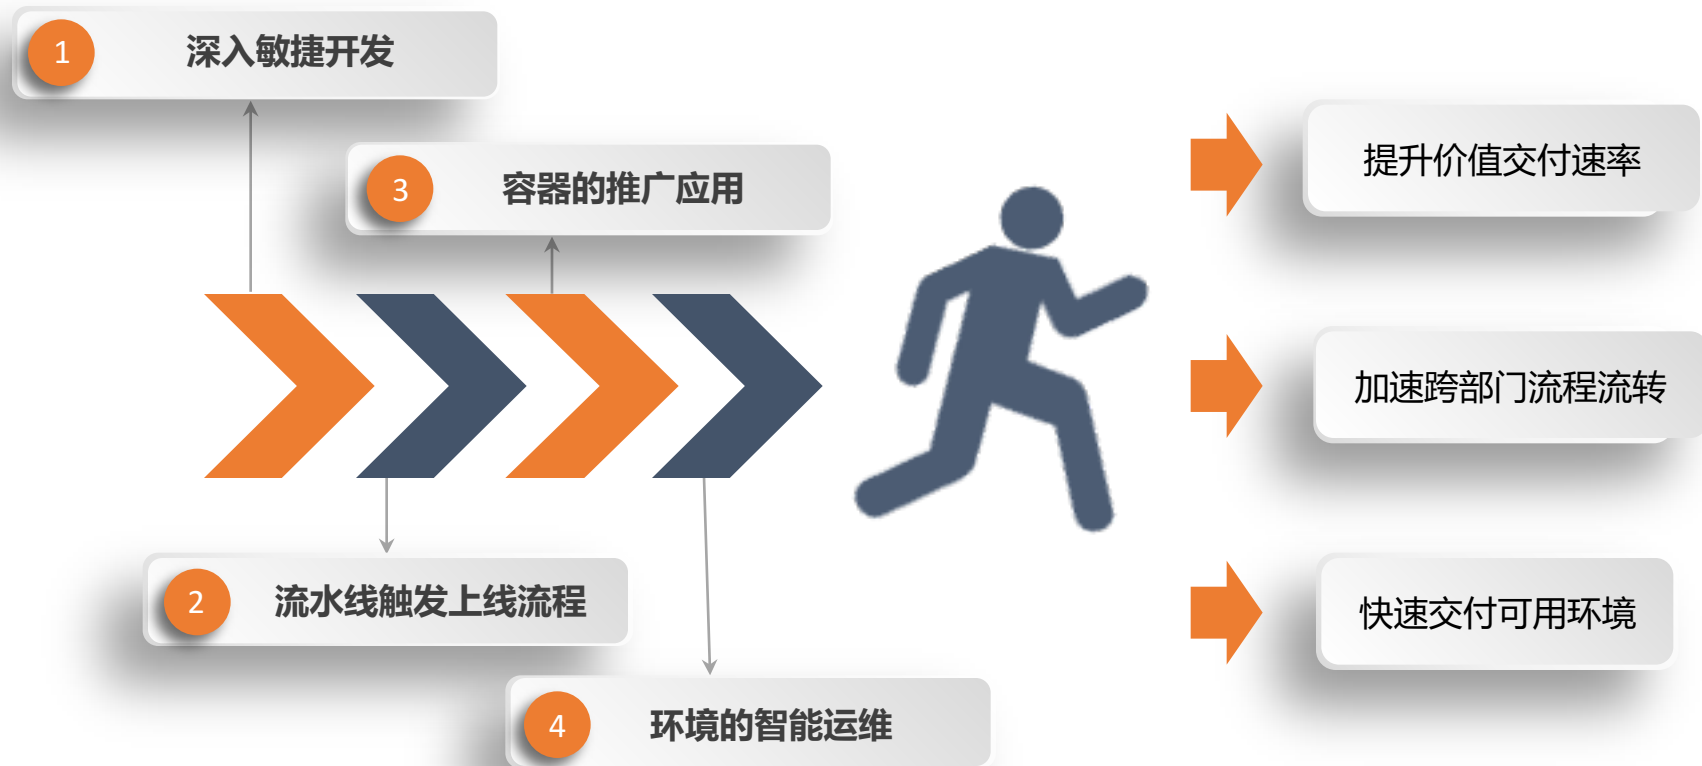 1
深入敏捷开发
3
容器的推广应用
2
流水线触发上线流程
4
环境的智能运维
提升价值交付速率
加速跨部门流程流转
快速交付可用环境